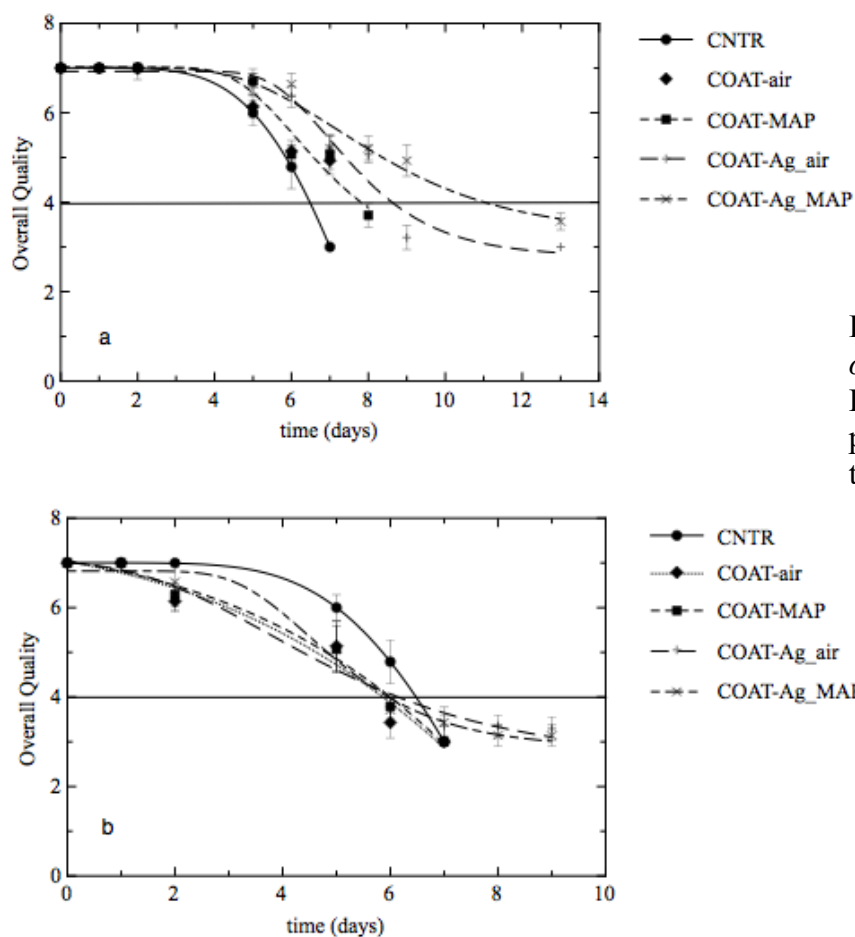 8
6
4
2
0
Overall Quality
a
0 2 4 6 8 10 12 14
time (days)
CNTR
COAT-air
COAT-MAP
COAT-Ag_air
COAT-Ag_MAP
8
6
4
2
0
Overall Quality
b
0 2 4 6 8 10
time (days)
CNTR
COAT-air
COAT-MAP
COAT-Ag_air
COAT-Ag_MA